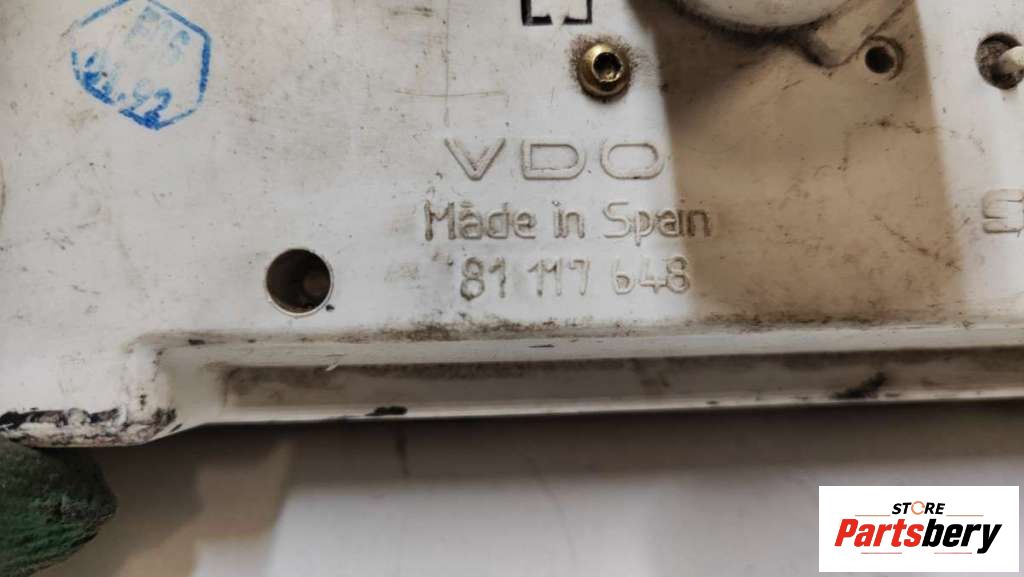 VDO
Made in Spain
81 117 648
S
STORE
Partsbery